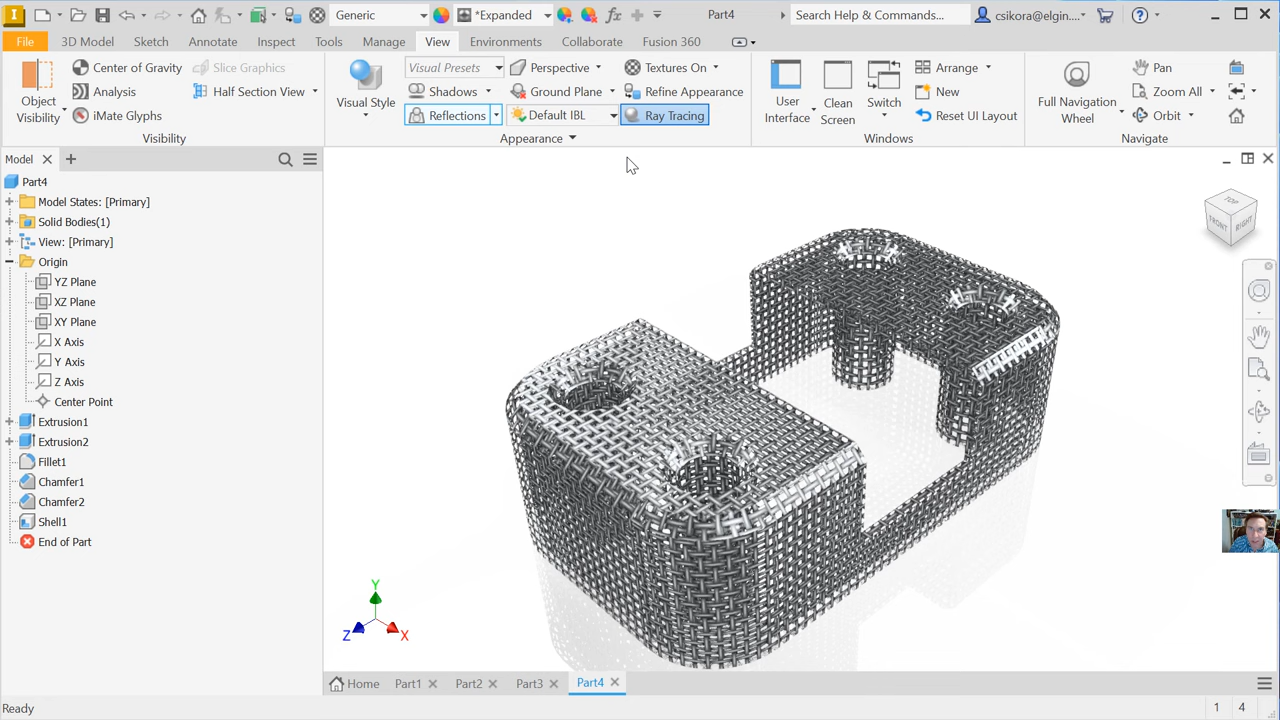 Generic
*Expanded
Part4
Search Help & Commands...
csikora@elgin....
File
3D Model
Sketch
Annotate
Inspect
Tools
Manage
View
Environments
Collaborate
Fusion 360
Object
Visibility
Center of Gravity
Slice Graphics
Analysis
Half Section View
iMate Glyphs
Visibility
Visual Style
Visual Presets
Perspective
Textures On
Shadows
Ground Plane
Refine Appearance
Reflections
Default IBL
Ray Tracing
Appearance
User
Interface
Clean
Screen
Switch
Arrange
New
Reset UI Layout
Windows
Full Navigation
Wheel
Pan
Zoom All
Orbit
Navigate
Model
Part4
Model States: [Primary]
Solid Bodies(1)
View: [Primary]
Origin
YZ Plane
XZ Plane
XY Plane
X Axis
Y Axis
Z Axis
Center Point
Extrusion1
Extrusion2
Fillet1
Chamfer1
Chamfer2
Shell1
End of Part
TOP
FRONT
RIGHT
Y
Z
X
Home
Part1
Part2
Part3
Part4
Ready
1
4